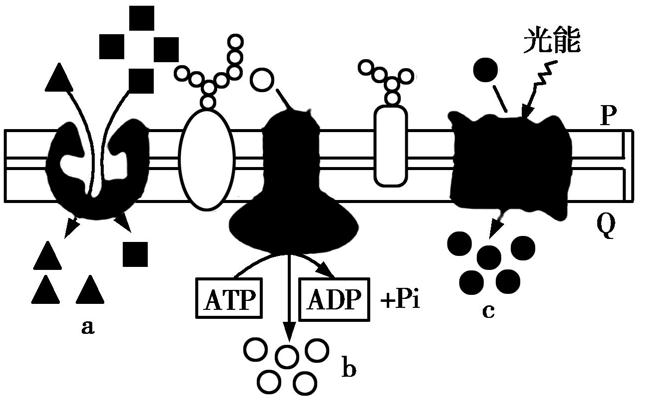 光能
P
Q
ATP ADP +Pi
a b c